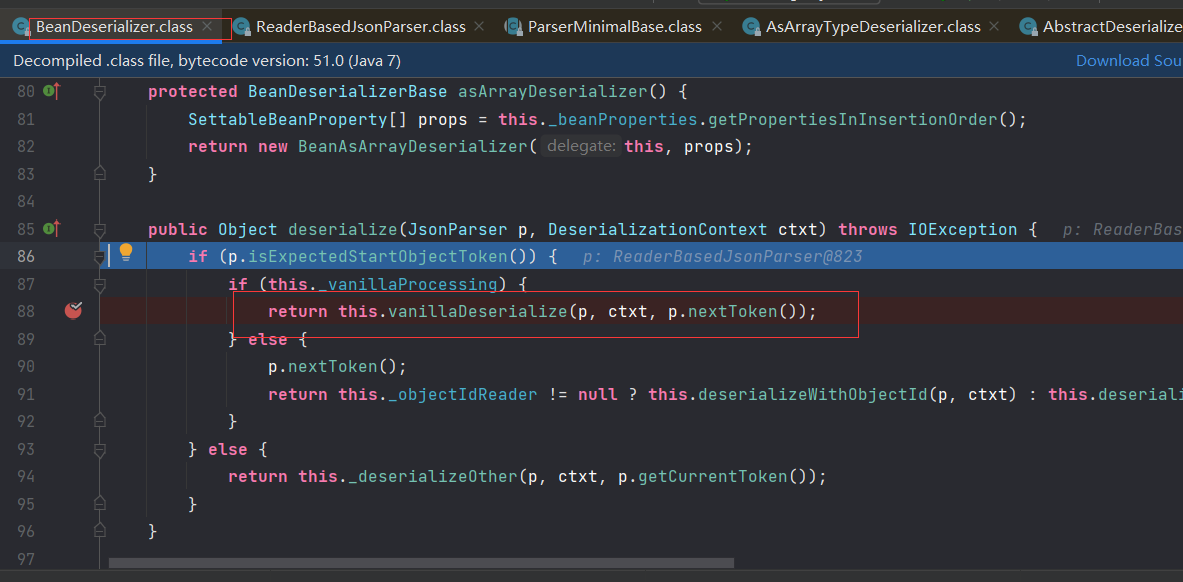 BeanDeserializer.class ReaderBasedJsonParser.class ParserMinimalBase.class AsArrayTypeDeserializer.class AbstractDeserialize
Decompiled .class file, bytecode version: 51.0 (Java 7) Download Sou
80 protected BeanDeserializerBase asArrayDeserializer() {
81 SettableBeanProperty[] props = this._beanProperties.getPropertiesInInsertionOrder();
82 return new BeanAsArrayDeserializer( delegate: this, props);
83 }
84
85 public Object deserialize(JsonParser p, DeserializationContext ctxt) throws IOException { p: ReaderBas
86 if (p.isExpectedStartObjectToken()) { p: ReaderBasedJsonParser@823
87 if (this._vanillaProcessing) {
88 return this.vanillaDeserialize(p, ctxt, p.nextToken());
89 } else {
90 p.nextToken();
91 return this._objectIdReader != null ? this.deserializeWithObjectId(p, ctxt) : this.deseriali
92 }
93 } else {
94 return this._deserializeOther(p, ctxt, p.getCurrentToken());
95 }
96 }
97